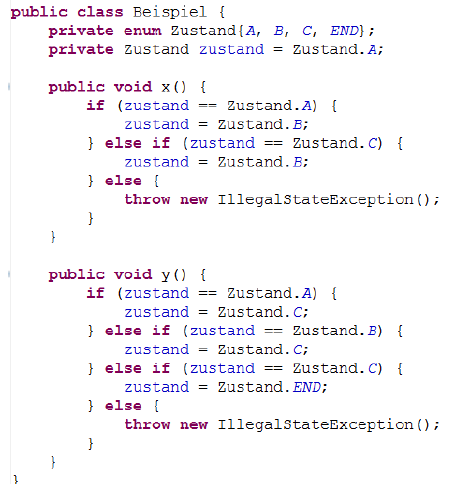 public class Beispiel {
    private enum Zustand{A, B, C, END};
    private Zustand zustand = Zustand.A;

    public void x() {
        if (zustand == Zustand.A) {
            zustand = Zustand.B;
        } else if (zustand == Zustand.C) {
            zustand = Zustand.B;
        } else {
            throw new IllegalStateException();
        }
    }

    public void y() {
        if (zustand == Zustand.A) {
            zustand = Zustand.C;
        } else if (zustand == Zustand.B) {
            zustand = Zustand.C;
        } else if (zustand == Zustand.C) {
            zustand = Zustand.END;
        } else {
            throw new IllegalStateException();
        }
    }
}